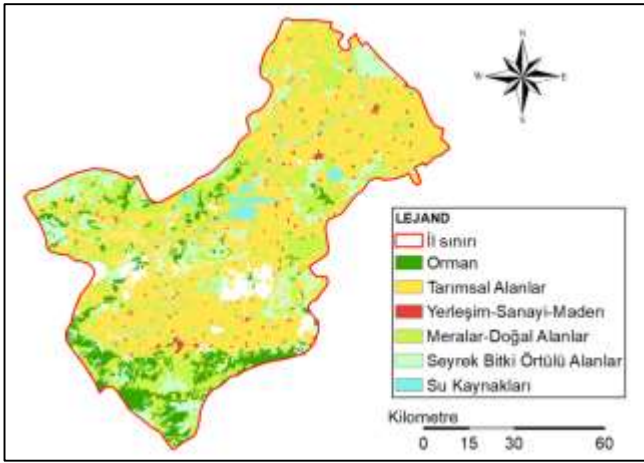 N
W E
S
LEJAND
İl sınırı
Orman
Tarımsal Alanlar
Yerleşim-Sanayi-Maden
Meralar-Doğal Alanlar
Seyrek Bitki Örtülü Alanlar
Su Kaynakları
Kilometre
0 15 30 60